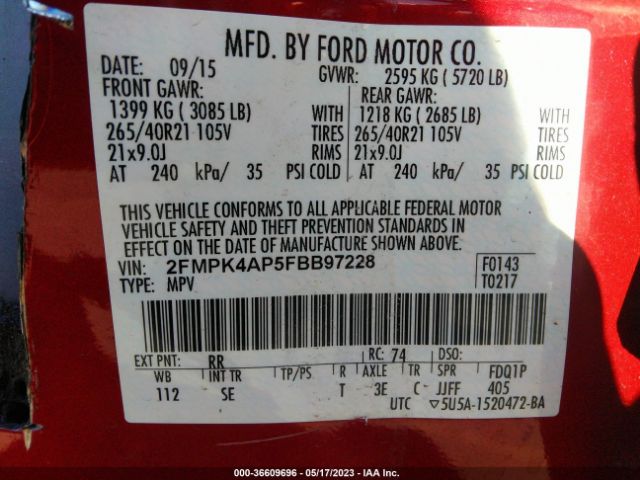 MFD. BY FORD MOTOR CO.
DATE: 09/15 GVWR: 2595 KG ( 5720 LB)
FRONT GAWR: REAR GAWR:
1399 KG ( 3085 LB) WITH 1218 KG ( 2685 LB) WITH
265/40R21 105V TIRES 265/40R21 105V TIRES
21x9.0J RIMS 21x9.0J RIMS
AT 240 kPa/ 35 PSI COLD AT 240 kPa/ 35 PSI COLD
THIS VEHICLE CONFORMS TO ALL APPLICABLE FEDERAL MOTOR
VEHICLE SAFETY AND THEFT PREVENTION STANDARDS IN
EFFECT ON THE DATE OF MANUFACTURE SHOWN ABOVE.
VIN: 2FMPK4AP5FBB97228 F0143
TYPE: MPV T0217
EXT PNT: RR RC: 74 DSO:
WB INT TR TP/PS R AXLE TR SPR FDQ1P
112 SE T 3E C JJFF 405
UTC ▽5U5A-1520472-BA
000-36609696 - 05/17/2023 - IAA Inc.